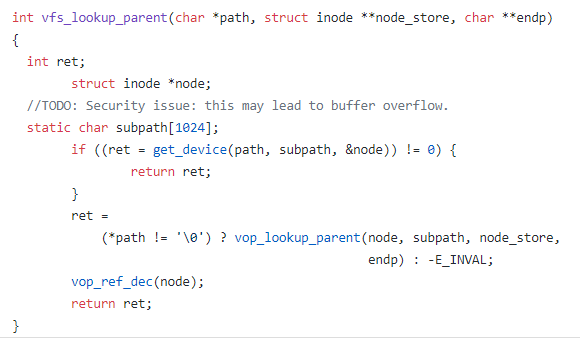 int vfs_lookup_parent(char *path, struct inode **node_store, char **endp)
{
  int ret;
        struct inode *node;
  //TODO: Security issue: this may lead to buffer overflow.
  static char subpath[1024];
        if ((ret = get_device(path, subpath, &node)) != 0) {
                return ret;
        }
        ret =
            (*path != '\0') ? vop_lookup_parent(node, subpath, node_store,
                                                endp) : -E_INVAL;
        vop_ref_dec(node);
        return ret;
}